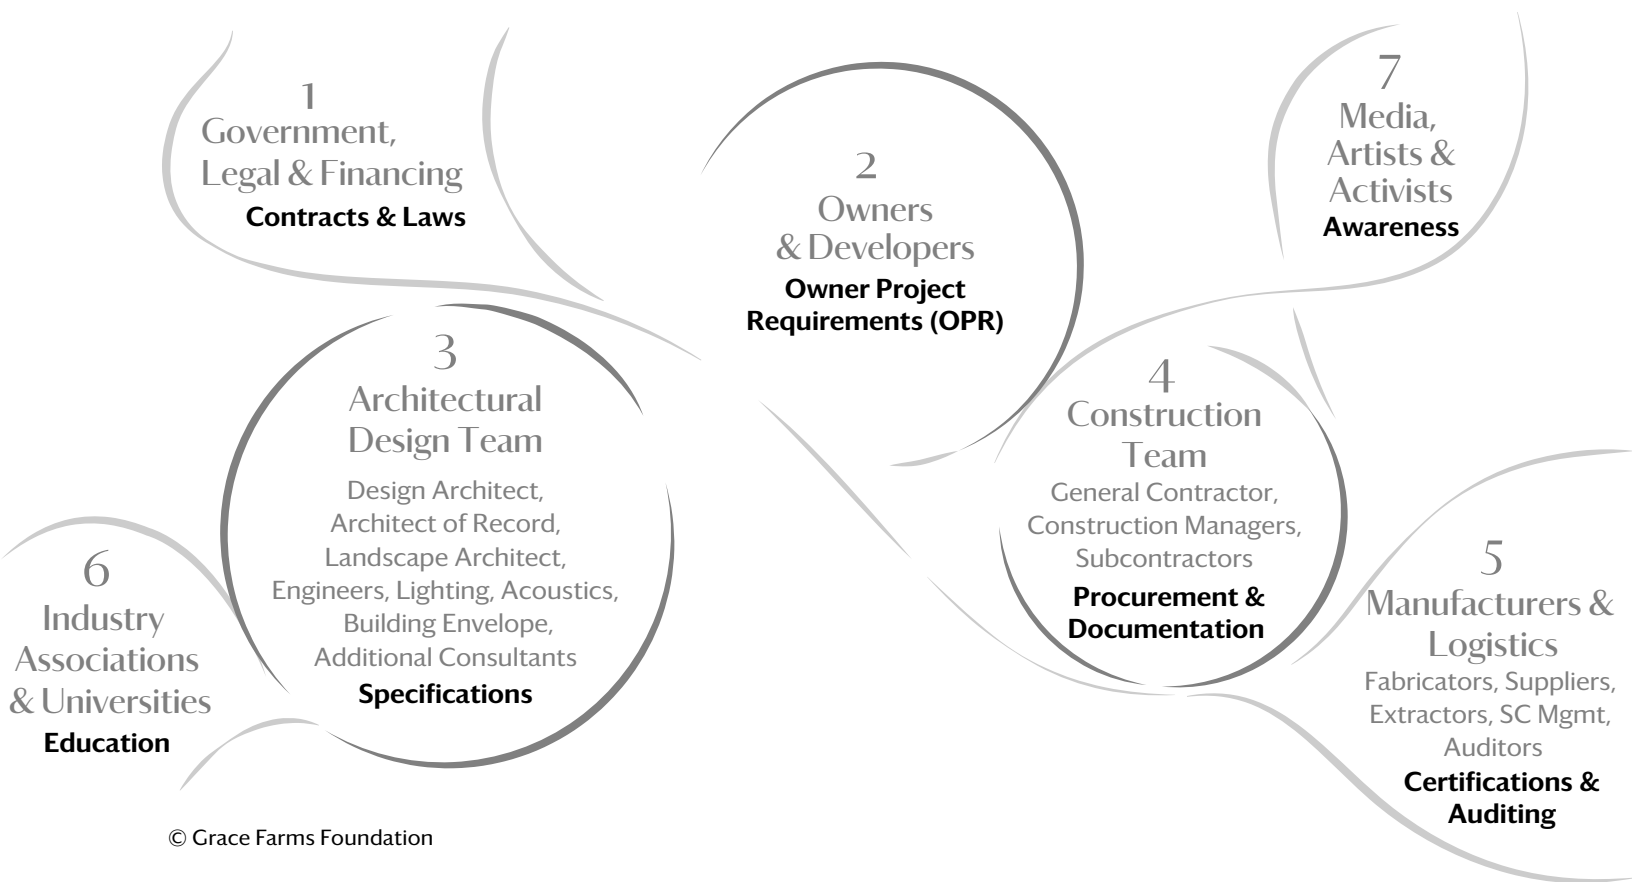 1
Government,
Legal & Financing
Contracts & Laws
2
Owners
& Developers
Owner Project
Requirements (OPR)
3
Architectural
Design Team
Design Architect,
Architect of Record,
Landscape Architect,
Engineers, Lighting, Acoustics,
Building Envelope,
Additional Consultants
Specifications
4
Construction
Team
General Contractor,
Construction Managers,
Subcontractors
Procurement &
Documentation
5
Manufacturers &
Logistics
Fabricators, Suppliers,
Extractors, SC Mgmt,
Auditors
Certifications &
Auditing
6
Industry
Associations
& Universities
Education
7
Media,
Artists &
Activists
Awareness
© Grace Farms Foundation